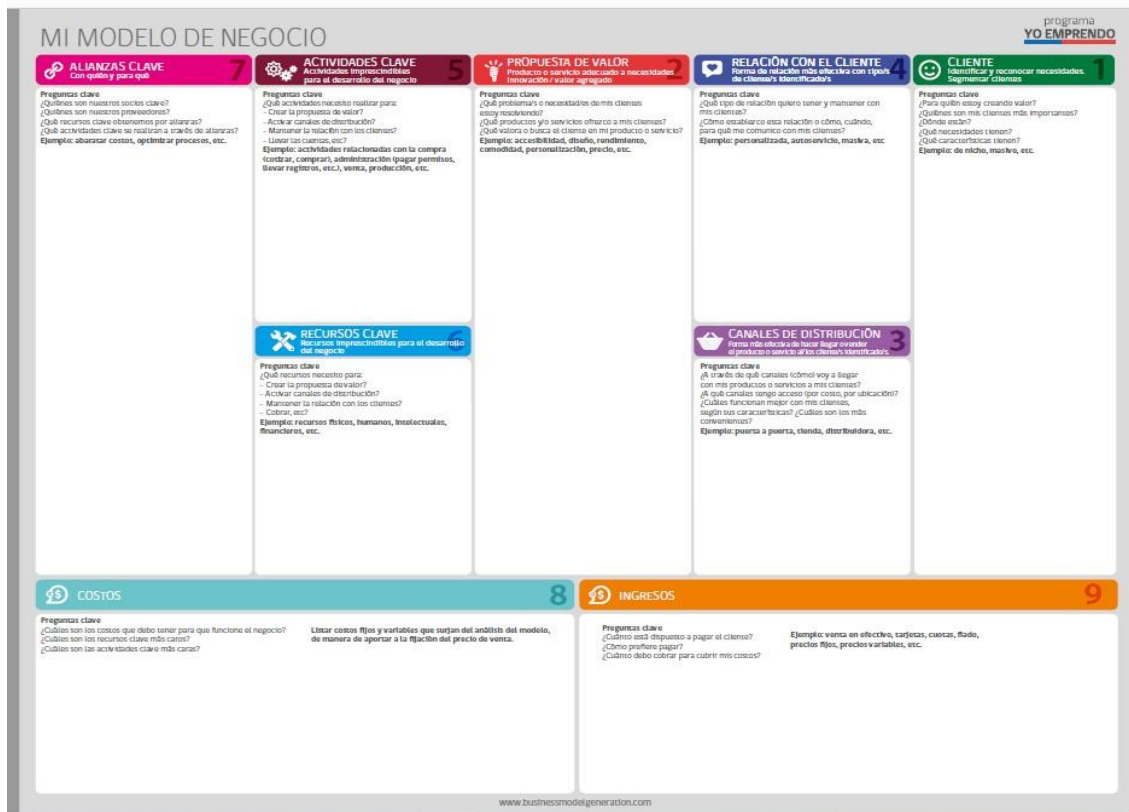 MI MODELO DE NEGOCIO
programa
YO EMPRENDO
ALIANZAS CLAVE
Con quién y para qué
7
Preguntas clave
¿Quiénes son nuestros socios clave?
¿Quiénes son nuestros proveedores?
¿Qué recursos clave obtenemos por alianzas?
¿Qué actividades clave se realizan a través de alianzas?
Ejemplo: abaratar costos, optimizar procesos, etc.
ACTIVIDADES CLAVE
Actividades imprescindibles
para el desarrollo del negocio
5
Preguntas clave
¿Qué actividades necesito realizar para:
- Crear la propuesta de valor?
- Activar canales de distribución?
- Mantener la relación con los clientes?
- Llevar las cuentas, etc?
Ejemplo: actividades relacionadas con la compra
(cotizar, comprar), administración (pagar permisos,
llevar registros, etc.), venta, producción, etc.
RECURSOS CLAVE
Recursos imprescindibles para el desarrollo
del negocio
6
Preguntas clave
¿Qué recursos necesito para:
- Crear la propuesta de valor?
- Activar canales de distribución?
- Mantener la relación con los clientes?
- Cobrar, etc?
Ejemplo: recursos físicos, humanos, intelectuales,
financieros, etc.
PROPUESTA DE VALOR
Producto o servicio adecuado a necesidades.
Innovación / valor agregado
2
Preguntas clave
¿Qué problema/s o necesidad/es de mis clientes
estoy resolviendo?
¿Qué productos y/o servicios ofrezco a mis clientes?
¿Qué valora o busca el cliente en mi producto o servicio?
Ejemplo: accesibilidad, diseño, rendimiento,
comodidad, personalización, precio, etc.
RELACIÓN CON EL CLIENTE
Forma de relación más efectiva con tipo/s
de cliente/s identificado/s
4
Preguntas clave
¿Qué tipo de relación quiero tener y mantener con
mis clientes?
¿Cómo establezco esa relación o cómo, cuándo,
para qué me comunico con mis clientes?
Ejemplo: personalizada, autoservicio, masiva, etc
CANALES DE DISTRIBUCIÓN
Forma más efectiva de hacer llegar o vender
el producto o servicio al/los cliente/s identificado/s.
3
Preguntas clave
¿A través de qué canales (cómo) voy a llegar
con mis productos o servicios a mis clientes?
¿A qué canales tengo acceso (por costo, por ubicación)?
¿Cuáles funcionan mejor con mis clientes,
según sus características? ¿Cuáles son los más
convenientes?
Ejemplo: puerta a puerta, tienda, distribuidora, etc.
CLIENTE
Identificar y reconocer necesidades.
Segmentar clientes
1
Preguntas clave
¿Para quién estoy creando valor?
¿Quiénes son mis clientes más importantes?
¿Dónde están?
¿Qué necesidades tienen?
¿Qué características tienen?
Ejemplo: de nicho, masivo, etc.
COSTOS
8
Preguntas clave
¿Cuáles son los costos que debo tener para que funcione el negocio?
¿Cuáles son los recursos clave más caros?
¿Cuáles son las actividades clave más caras?
Listar costos fijos y variables que surjan del análisis del modelo,
de manera de aportar a la fijación del precio de venta.
INGRESOS
9
Preguntas clave
¿Cuánto está dispuesto a pagar el cliente?
¿Cómo prefiere pagar?
¿Cuánto debo cobrar para cubrir mis costos?
Ejemplo: venta en efectivo, tarjetas, cuotas, fiado,
precios fijos, precios variables, etc.
www.businessmodelgeneration.com